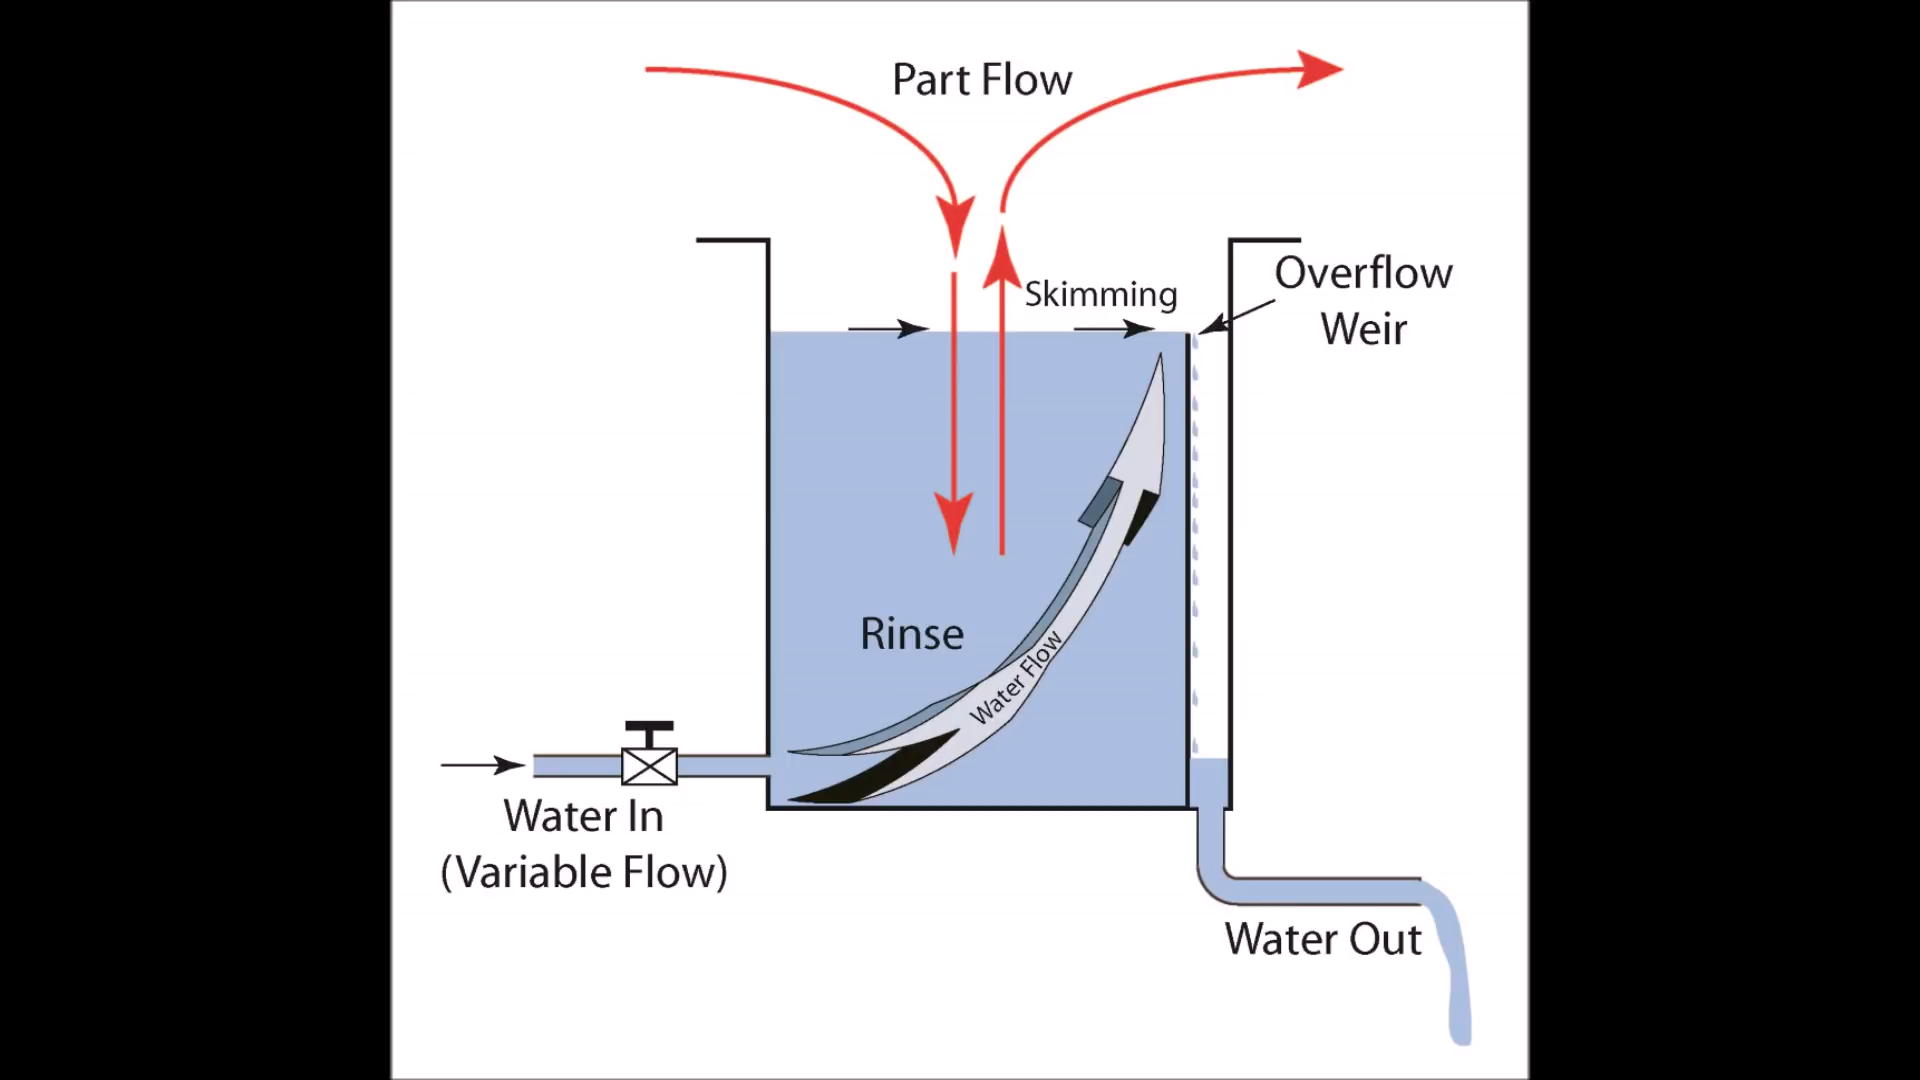 Part Flow
Skimming
Overflow
Weir
Rinse
Water Flow
Water In
(Variable Flow)
Water Out